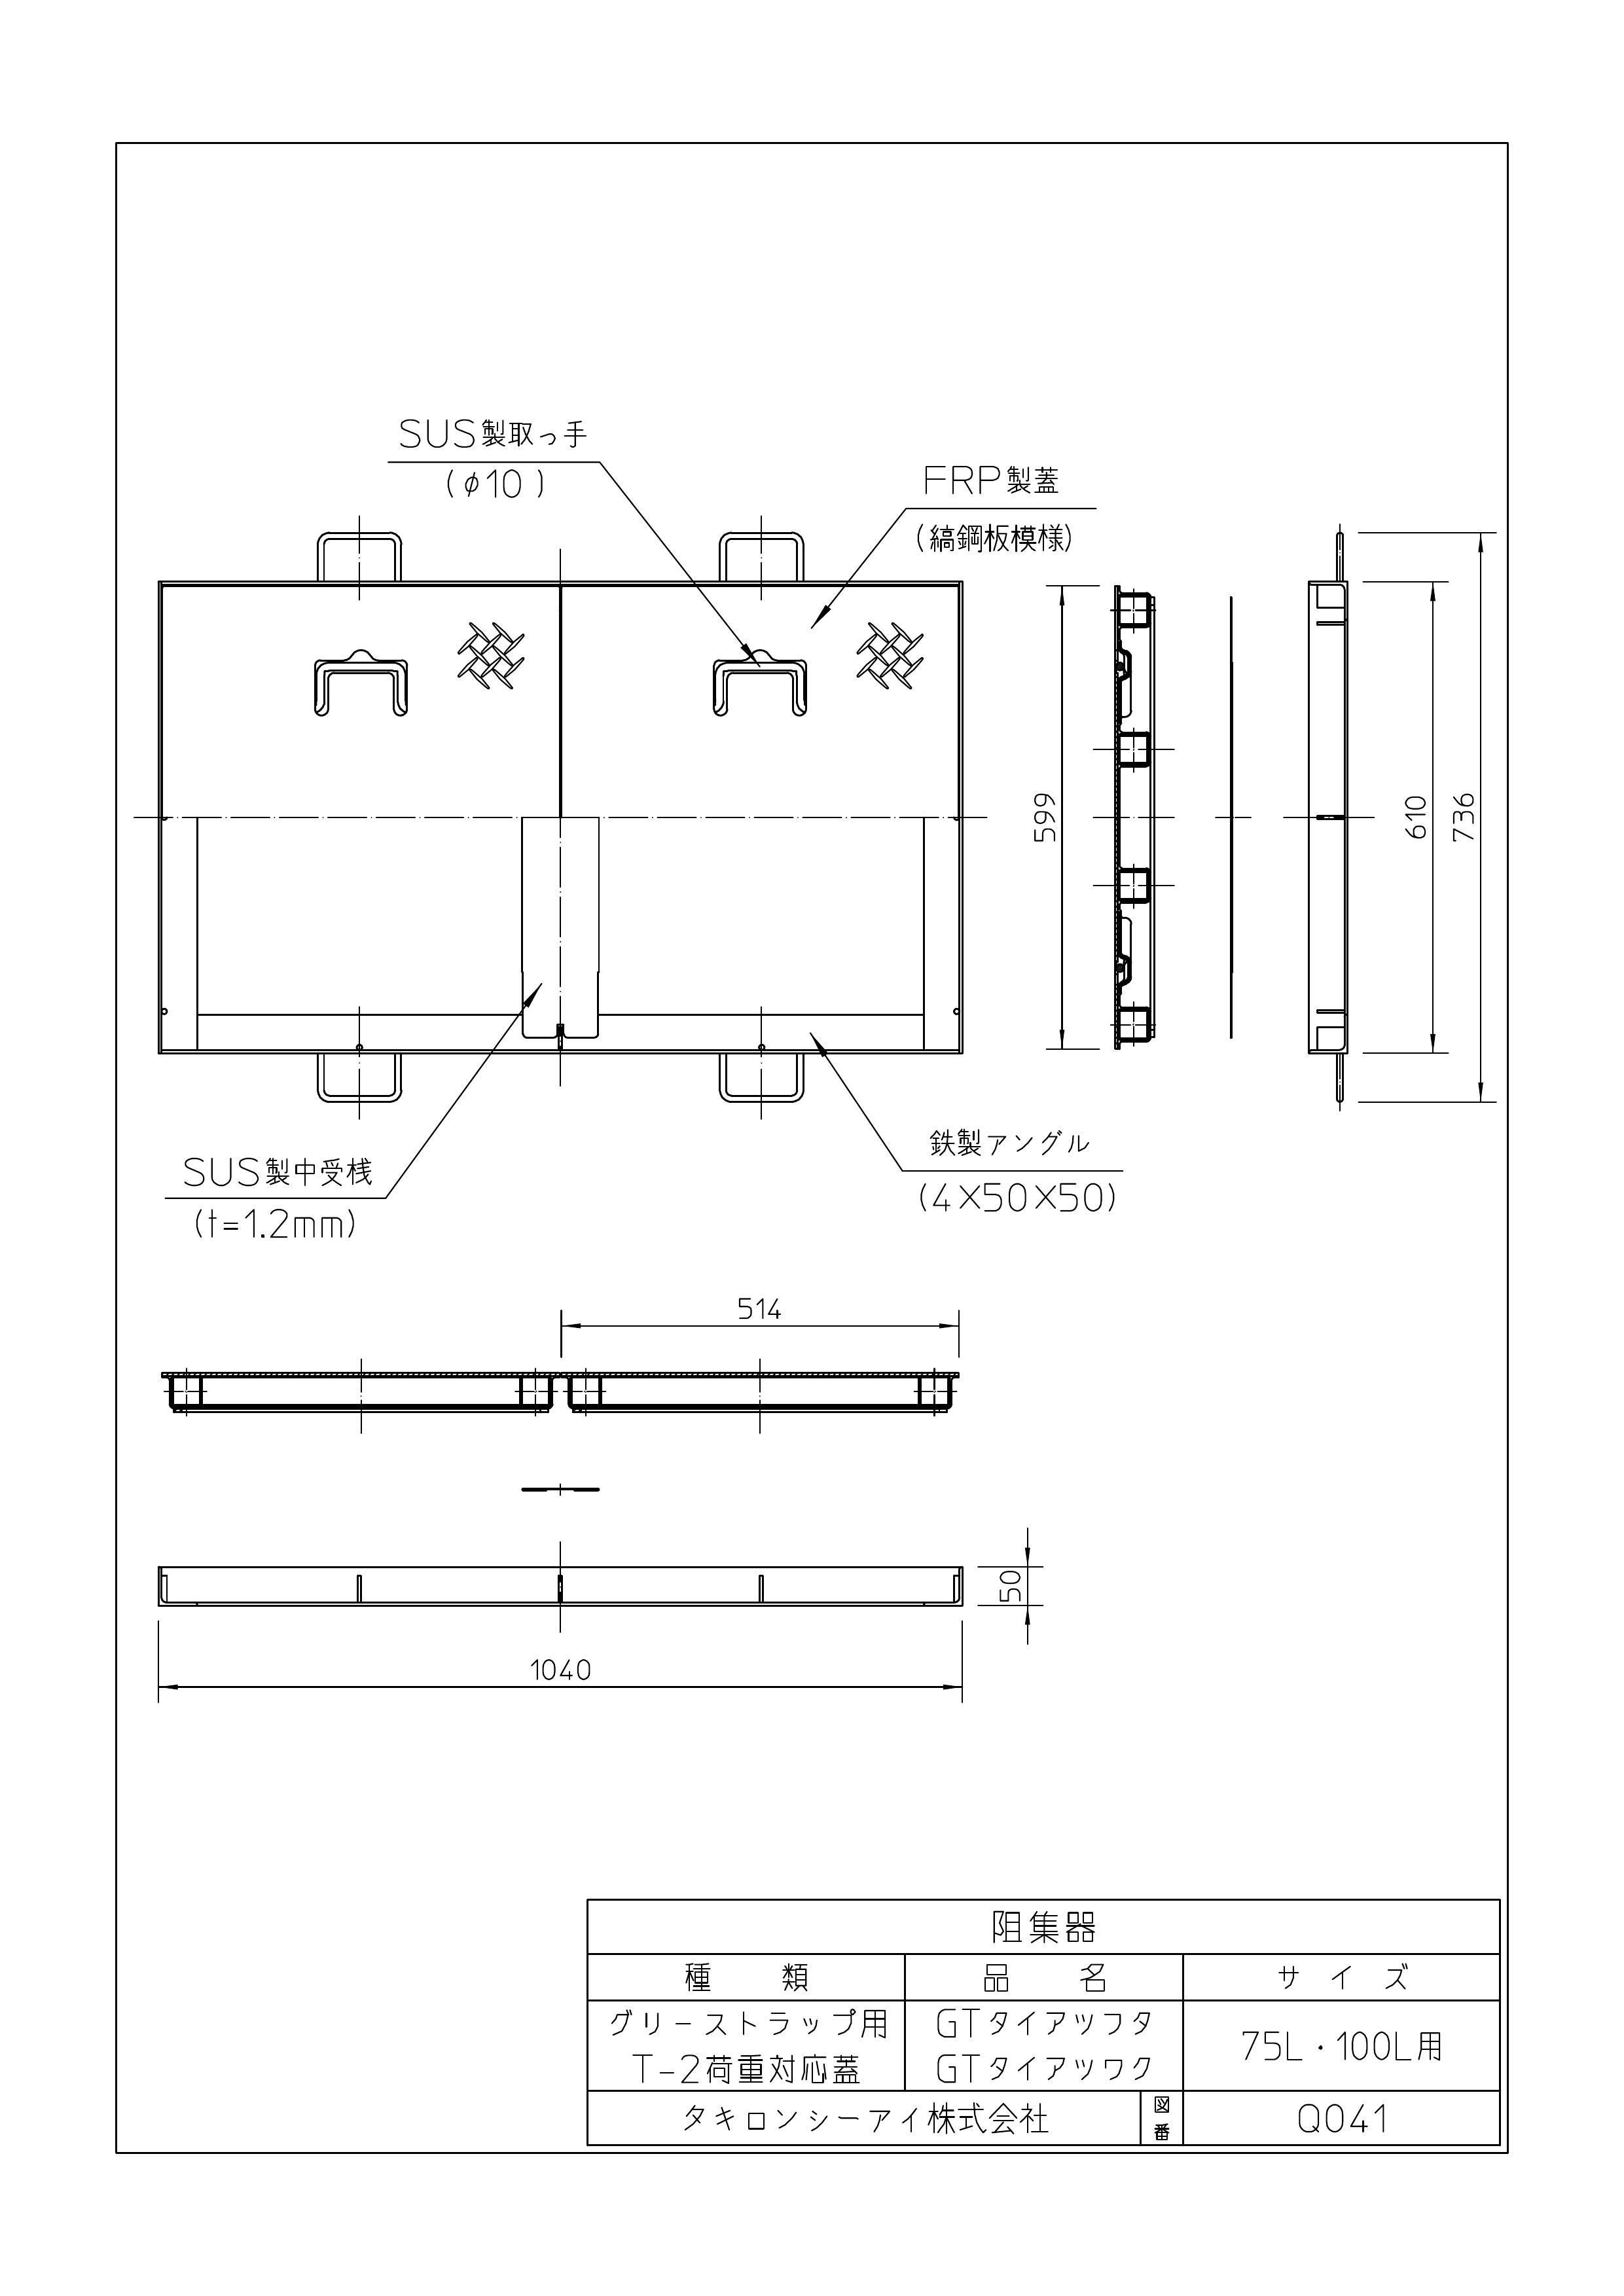 SUS製取っ手
(φ10)
FRP製蓋
(縞鋼板模様)
599
610
736
鉄製アングル
(4×50×50)
SUS製中受桟
(t=1.2mm)
514
50
1040
阻集器
種 類 品 名 サ イ ズ
グリーストラップ用 GTタイアツフタ
75L・100L用
T-2荷重対応蓋 GTタイアツワク
タキロンシーアイ株式会社 図番 Q041